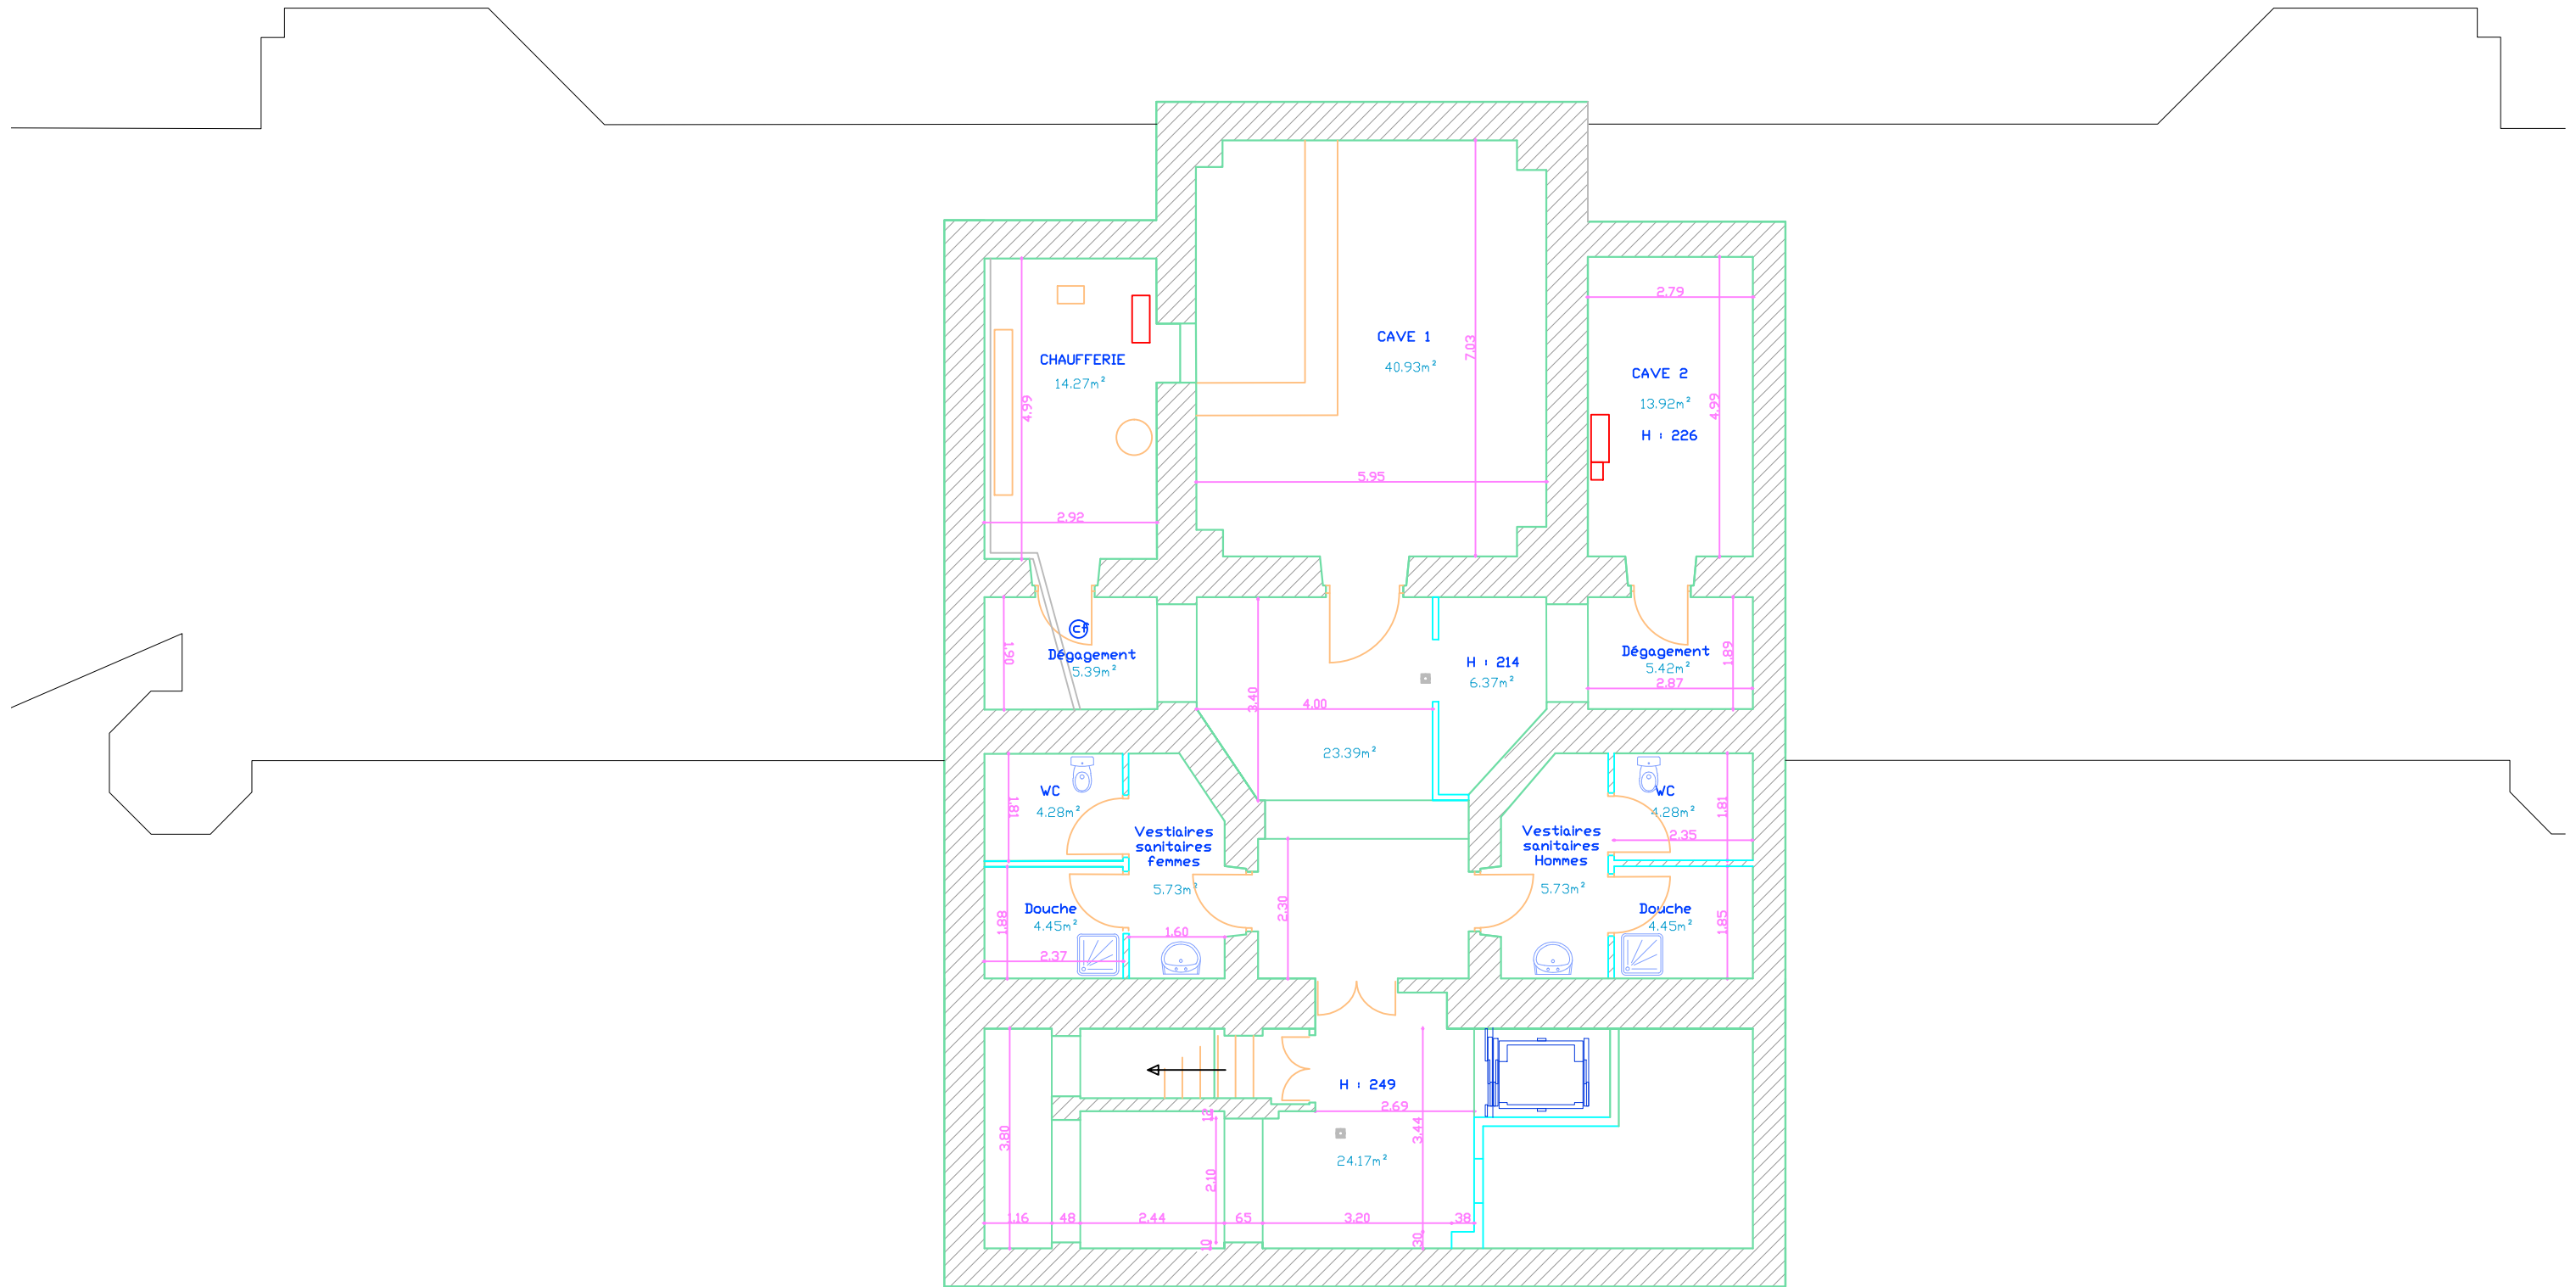 2.79
CAVE 1
7.03
40.93m²
CHAUFFERIE
14.27m²
CAVE 2
13.92m²
4.99
4.99
H : 226
5.95
2.92
cf
Dégagement
5.39m²
1.90
H : 214
6.37m²
Dégagement
5.42m²
1.89
2.87
3.40
4.00
23.39m²
WC
4.28m²
1.81
Vestiaires
sanitaires
femmes
5.73m²
Vestiaires
sanitaires
Hommes
5.73m²
WC
4.28m²
1.81
2.35
Douche
4.45m²
1.88
2.37
1.60
2.30
Douche
4.45m²
1.85
H : 249
2.69
12
3.44
3.80
24.17m²
2.10
1.16
48
2.44
65
3.20
38
10
30